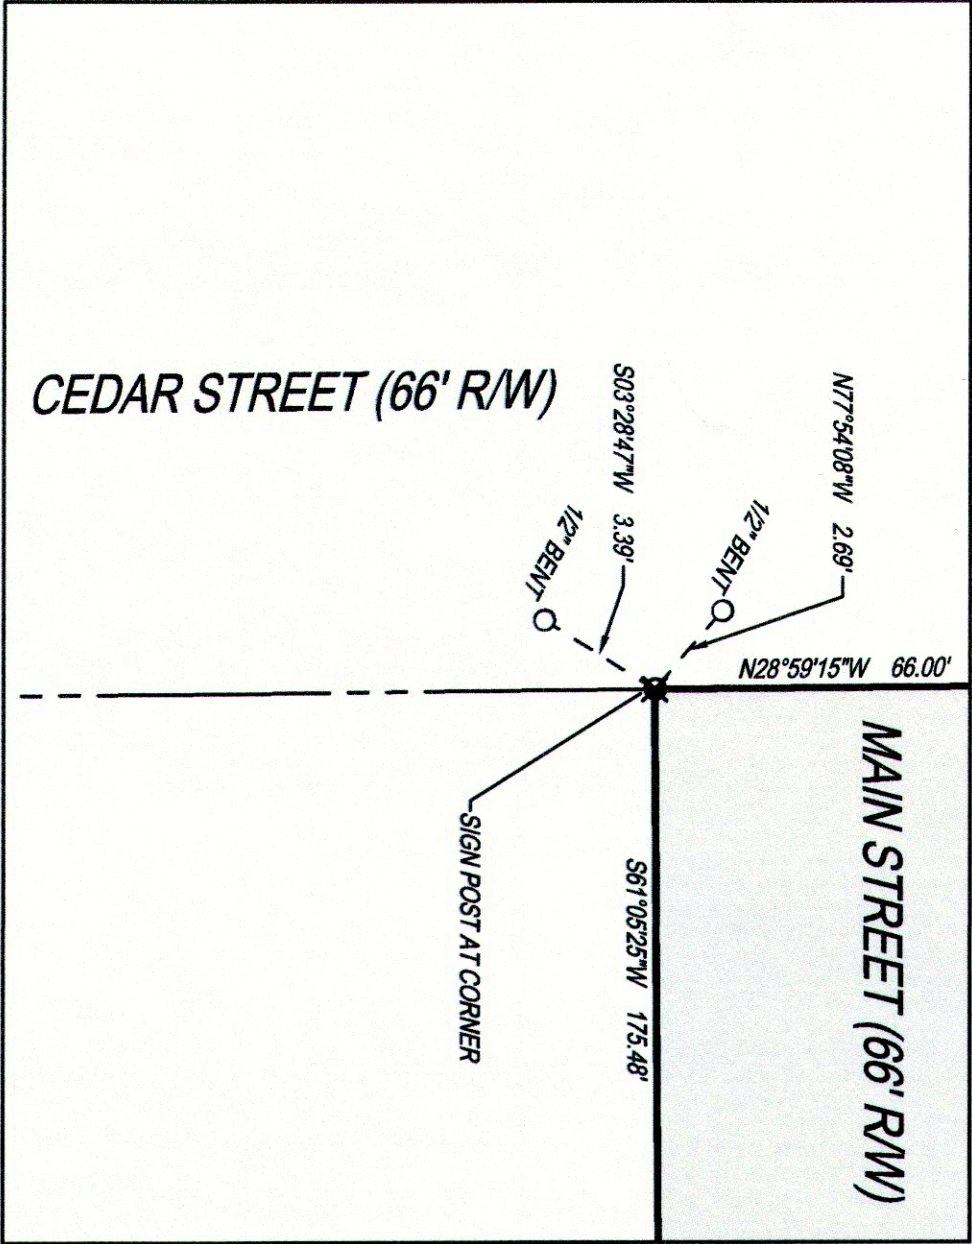 CEDAR STREET (66' R/W)
N77°54'08"W 2.69'
S03°28'47"W 3.39'
1/2" BENT
1/2" BENT
N28°59'15"W 66.00'
MAIN STREET (66' R/W)
S61°05'25"W 175.48'
SIGN POST AT CORNER